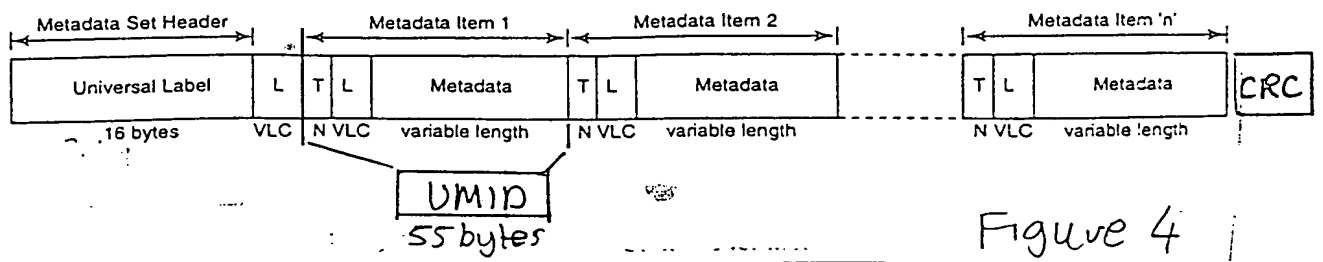 Metadata Set Header Metadata Item 1 Metadata Item 2 Metadata Item 'n'
Universal Label L T L Metadata T L Metadata T L Metadata CRC
16 bytes VLC N VLC variable length N VLC variable length N VLC variable length
UMID
55 bytes
Figure 4